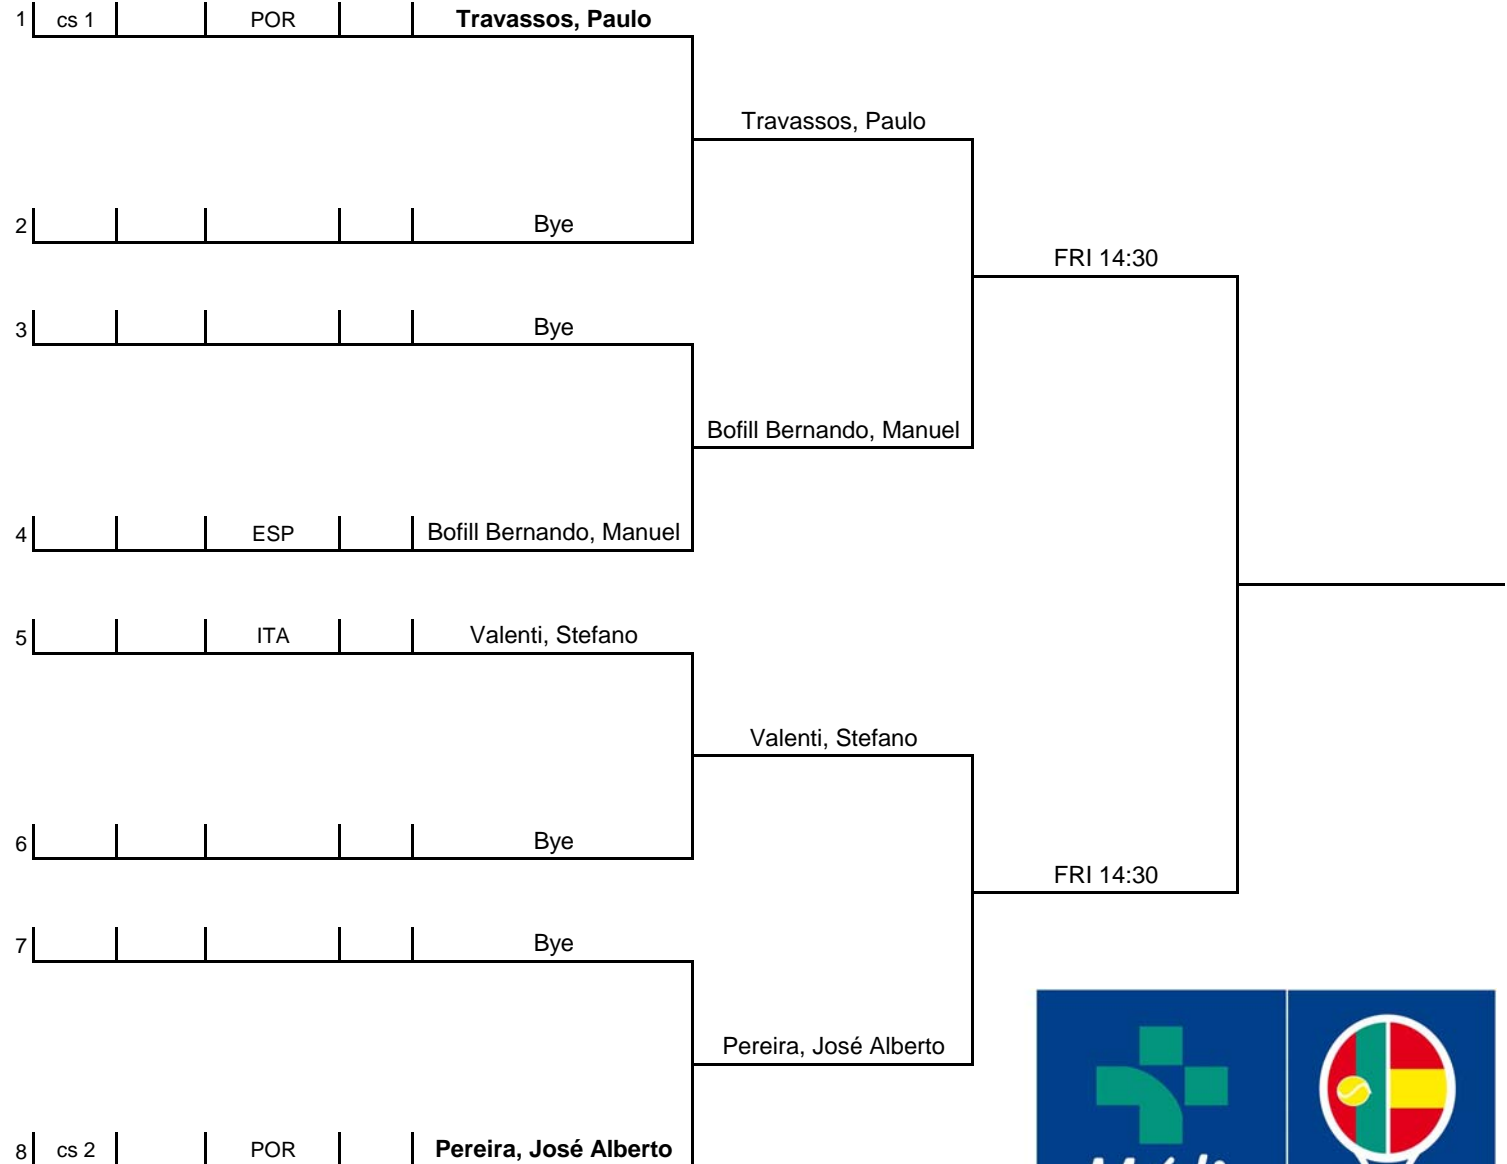 1 cs 1 POR Travassos, Paulo
Travassos, Paulo
2 Bye
FRI 14:30
3 Bye
Bofill Bernando, Manuel
4 ESP Bofill Bernando, Manuel
5 ITA Valenti, Stefano
Valenti, Stefano
6 Bye
FRI 14:30
7 Bye
Pereira, José Alberto
8 cs 2 POR Pereira, José Alberto